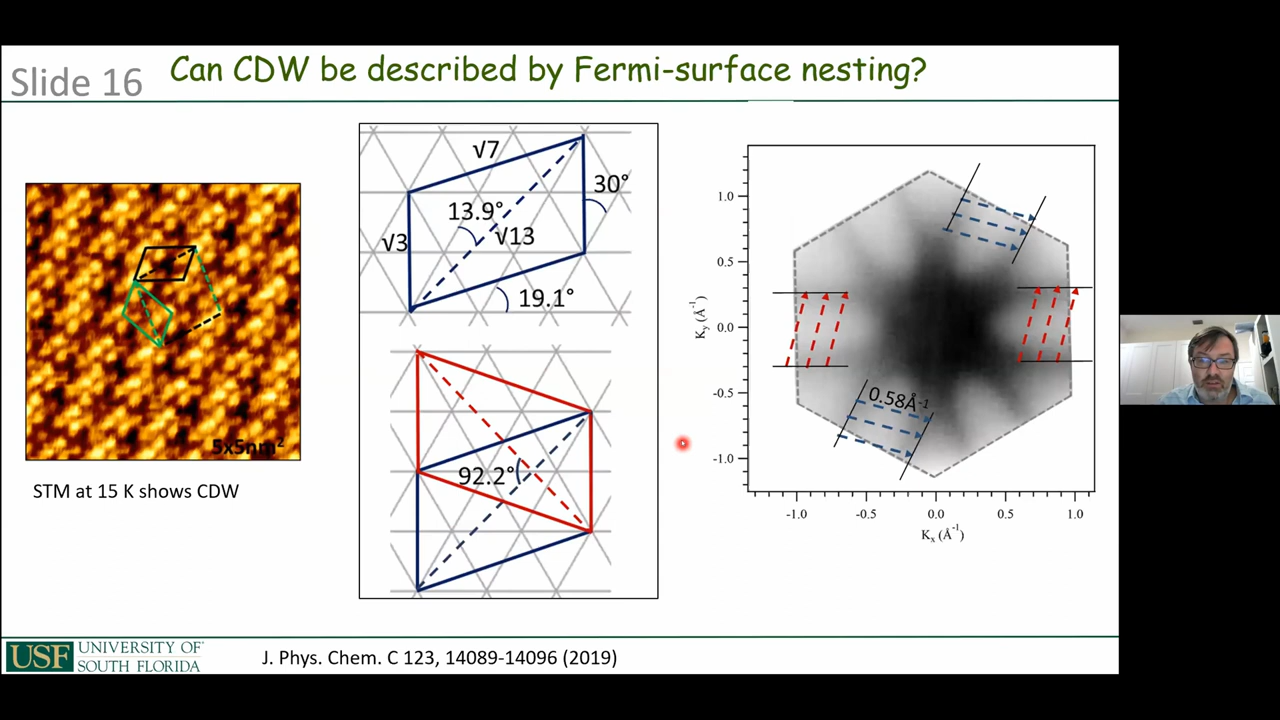 Slide 16
Can CDW be described by Fermi-surface nesting?
5x5nm²
STM at 15 K shows CDW
√7
30°
13.9°
√3
√13
19.1°
92.2°
1.0
0.5
0.0
-0.5
-1.0
Kᵧ (Å⁻¹)
0.58Å⁻¹
-1.0
-0.5
0.0
0.5
1.0
Kₓ (Å⁻¹)
USF
UNIVERSITY OF
SOUTH FLORIDA
J. Phys. Chem. C 123, 14089-14096 (2019)